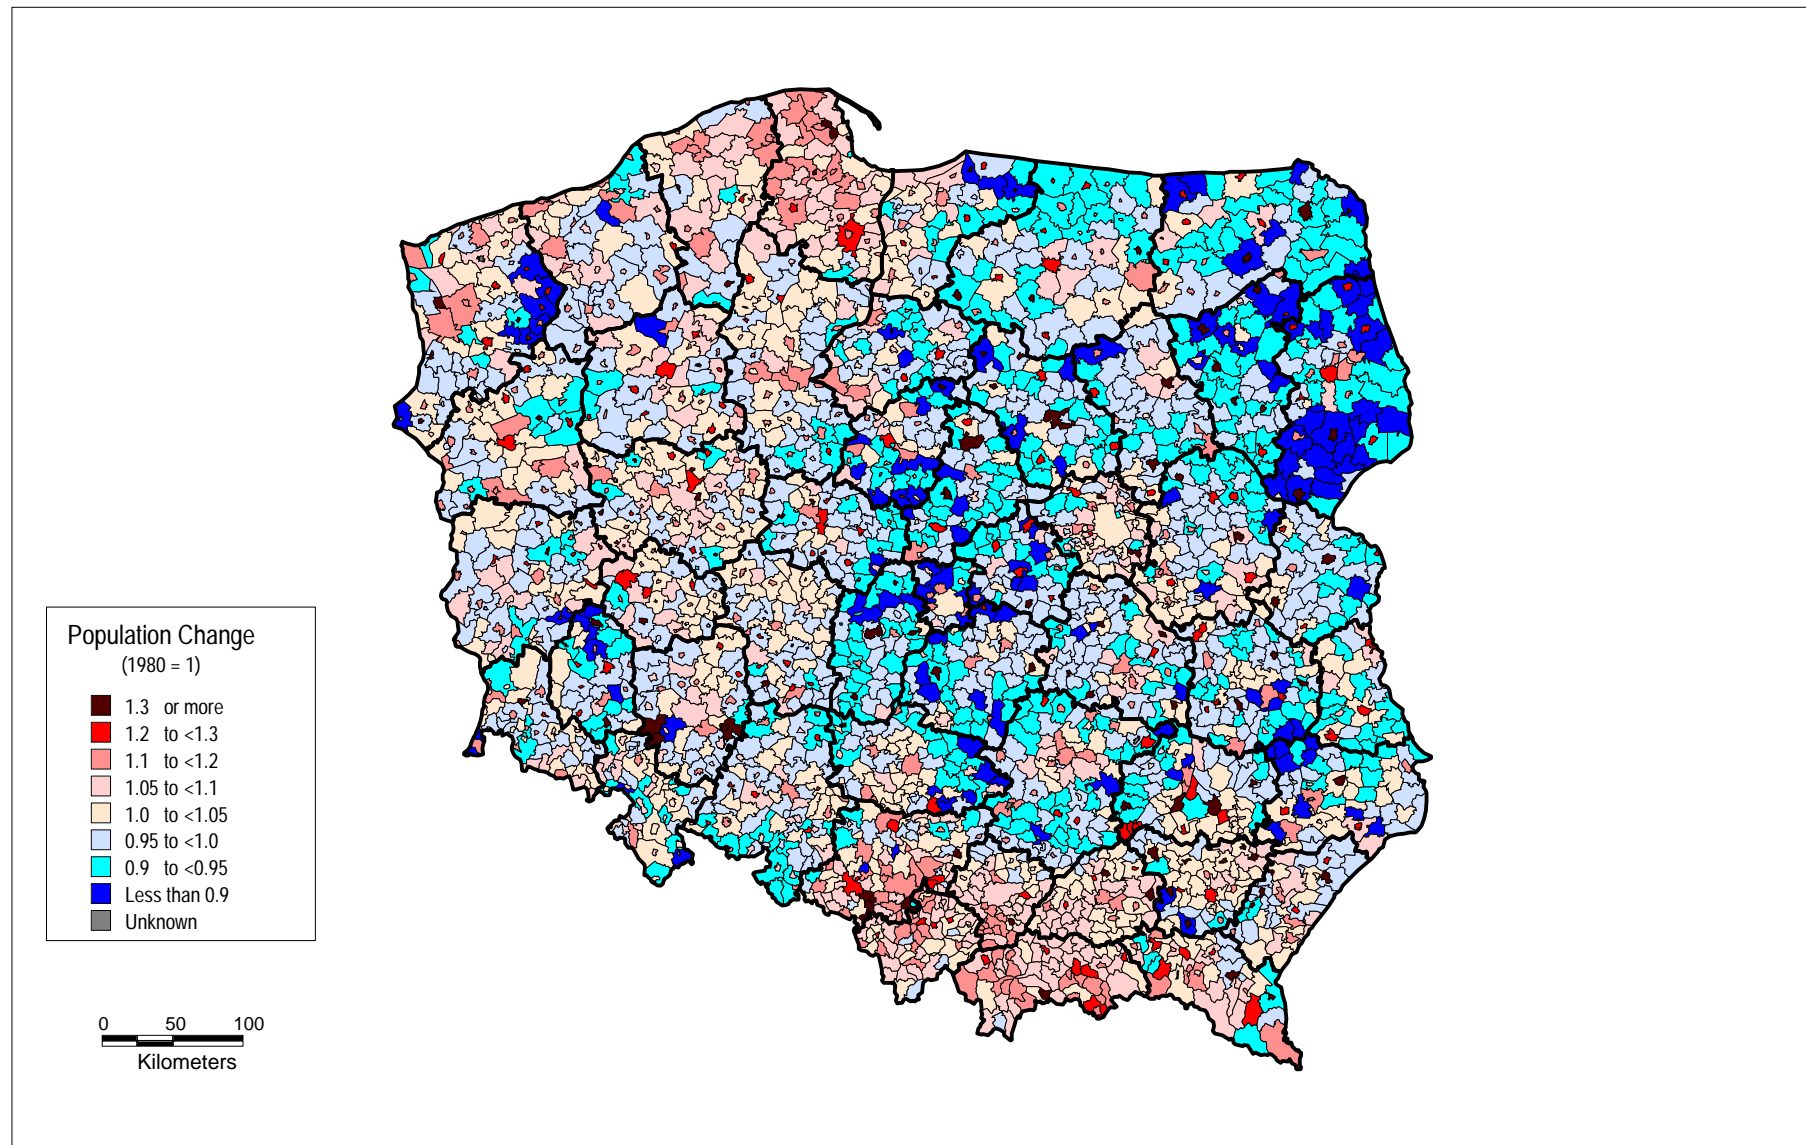 Population Change
(1980 = 1)
1.3 or more
1.2 to <1.3
1.1 to <1.2
1.05 to <1.1
1.0 to <1.05
0.95 to <1.0
0.9 to <0.95
Less than 0.9
Unknown
0 50 100
Kilometers